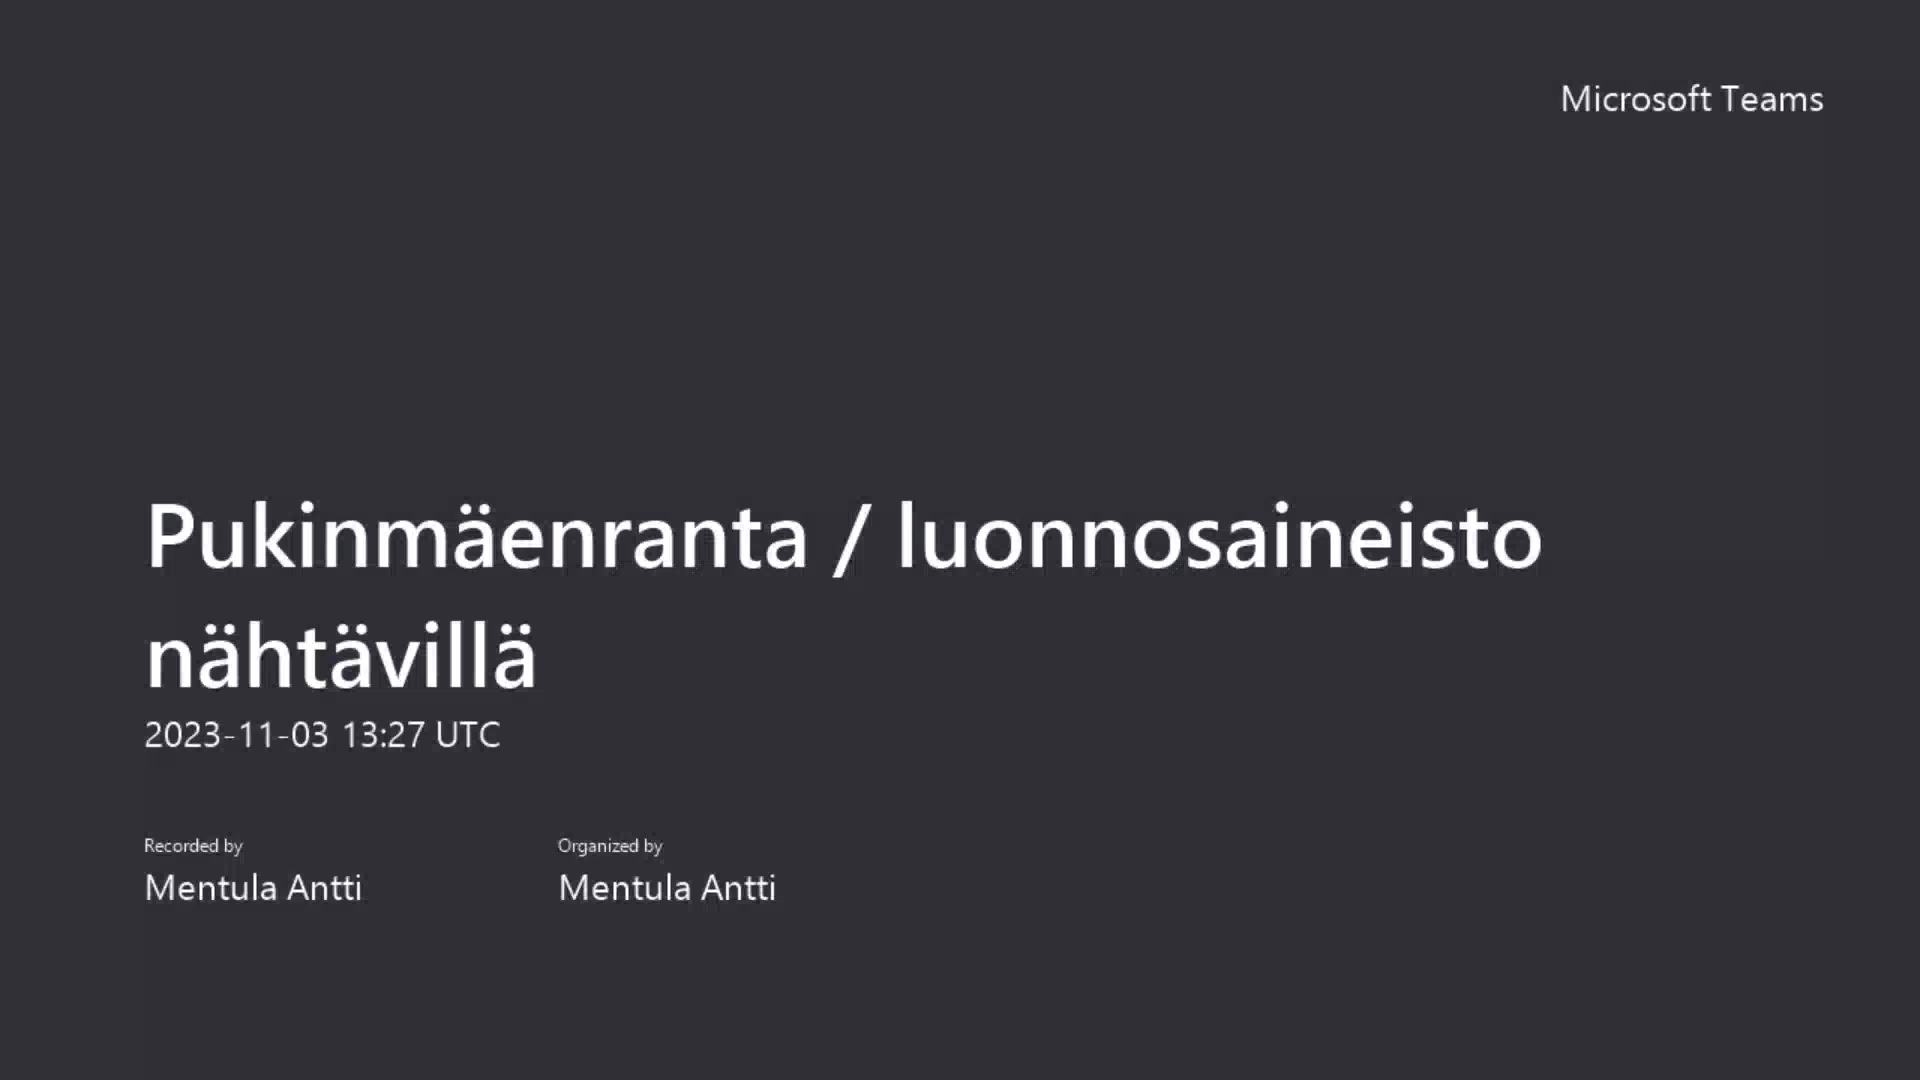 Microsoft Teams
Pukinmäenranta / luonnosaineisto
nähtävillä
2023-11-03 13:27 UTC
Recorded by
Mentula Antti
Organized by
Mentula Antti